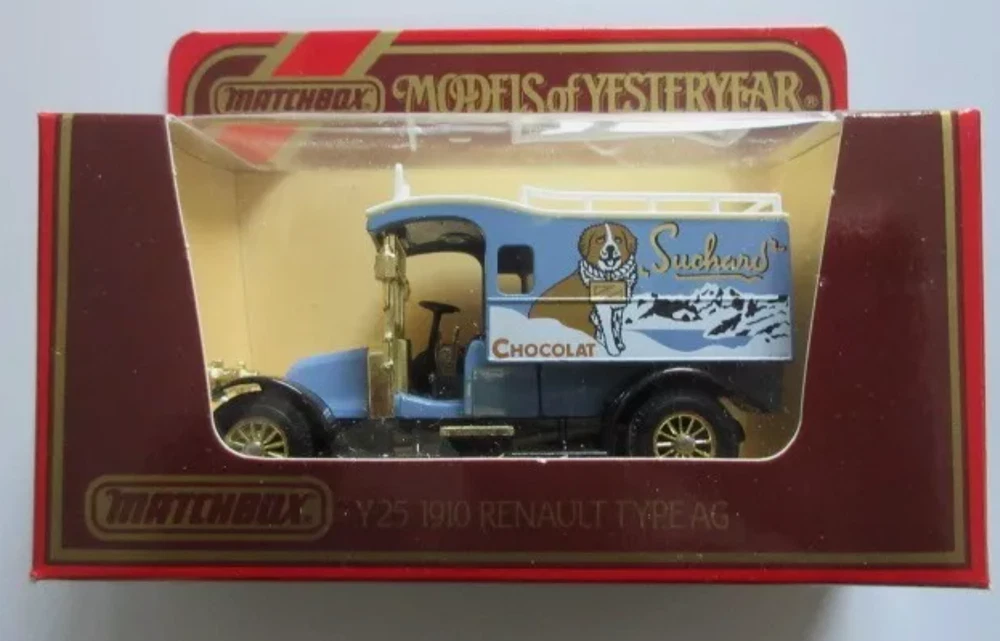 MATCHBOX MODELS of YESTERYEAR ®
„Suchard"
CHOCOLAT
MATCHBOX Y25 1910 RENAULT TYPE AG